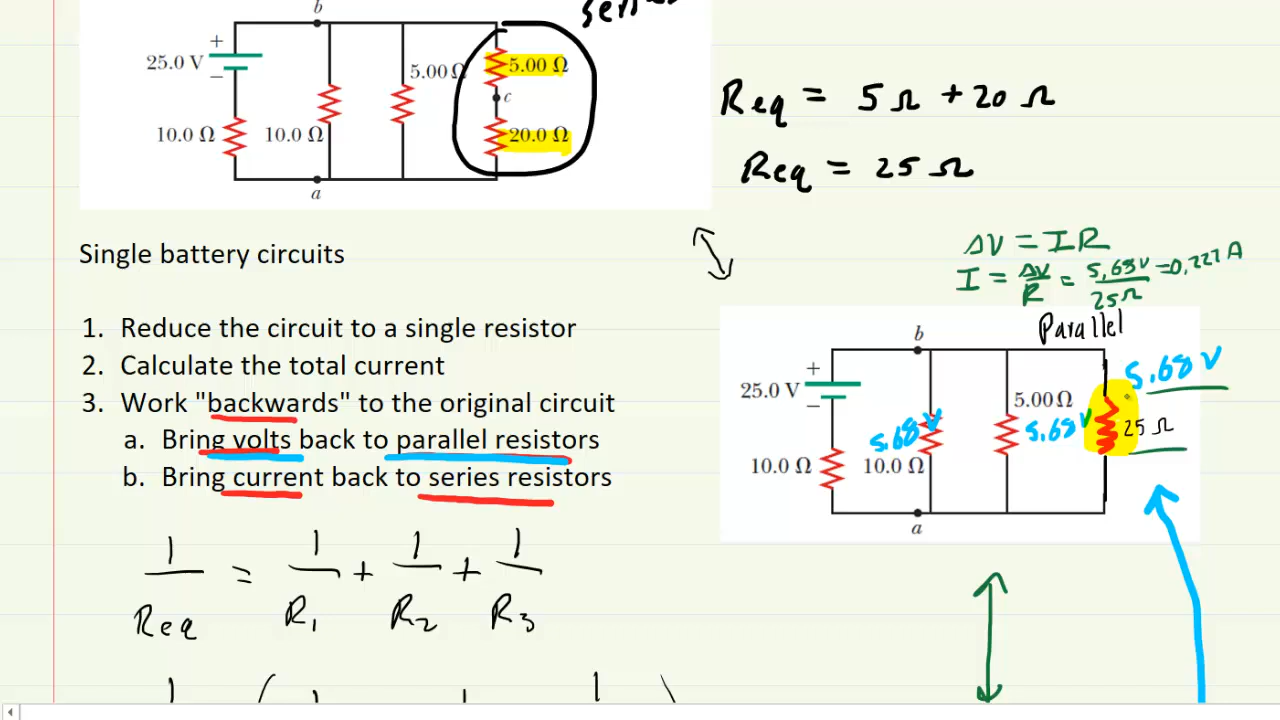 b
+
25.0 V
−
5.00 Ω
5.00 Ω
c
10.0 Ω
10.0 Ω
20.0 Ω
a
Req = 5 Ω + 20 Ω
Req = 25 Ω
Single battery circuits
1. Reduce the circuit to a single resistor
2. Calculate the total current
3. Work "backwards" to the original circuit
a. Bring volts back to parallel resistors
b. Bring current back to series resistors
1/Req = 1/R1 + 1/R2 + 1/R3
ΔV = IR
I = ΔV/R = 5.68 V/25 Ω = 0.227 A
Parallel
b
+
25.0 V
−
5.00 Ω
5.68 V
5.68 V
5.68 V
25 Ω
10.0 Ω
10.0 Ω
a